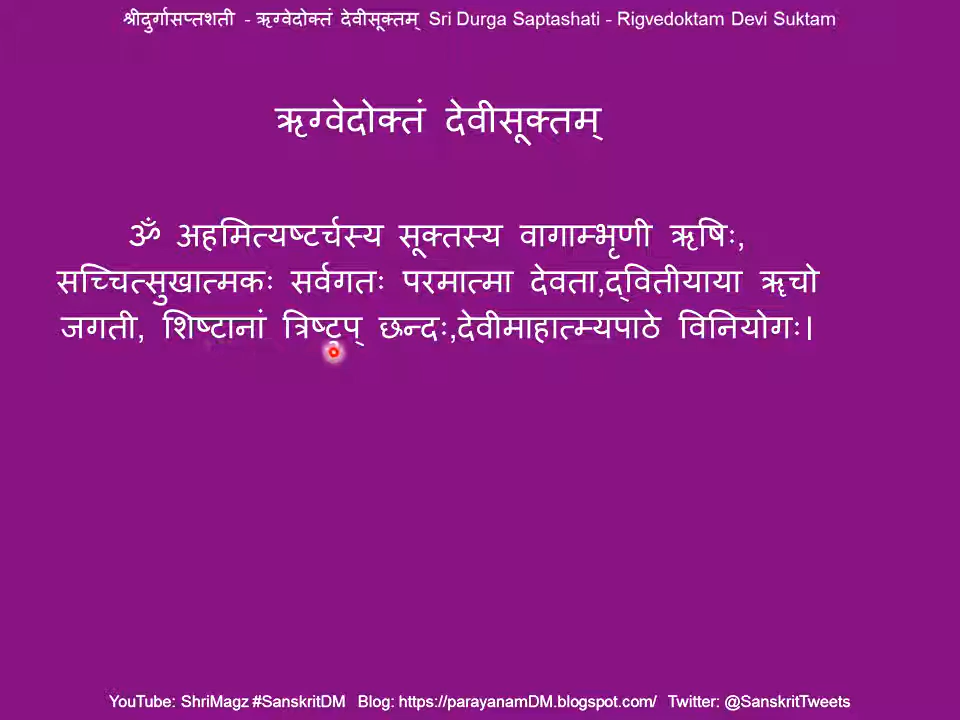 श्रीदुर्गासप्तशती - ऋग्वेदोक्तं देवीसूक्तम् Sri Durga Saptashati - Rigvedoktam Devi Suktam
ऋग्वेदोक्तं देवीसूक्तम्
ॐ अहमित्यष्टर्चस्य सूक्तस्य वागाम्भृणी ऋषिः,
सच्चित्सुखात्मकः सर्वगतः परमात्मा देवता,द्वितीयाया ॠचो
जगती, शिष्टानां त्रिष्टुप् छन्दः,देवीमाहात्म्यपाठे विनियोगः।
YouTube: ShriMagz #SanskritDM Blog: https://parayanamDM.blogspot.com/ Twitter: @SanskritTweets